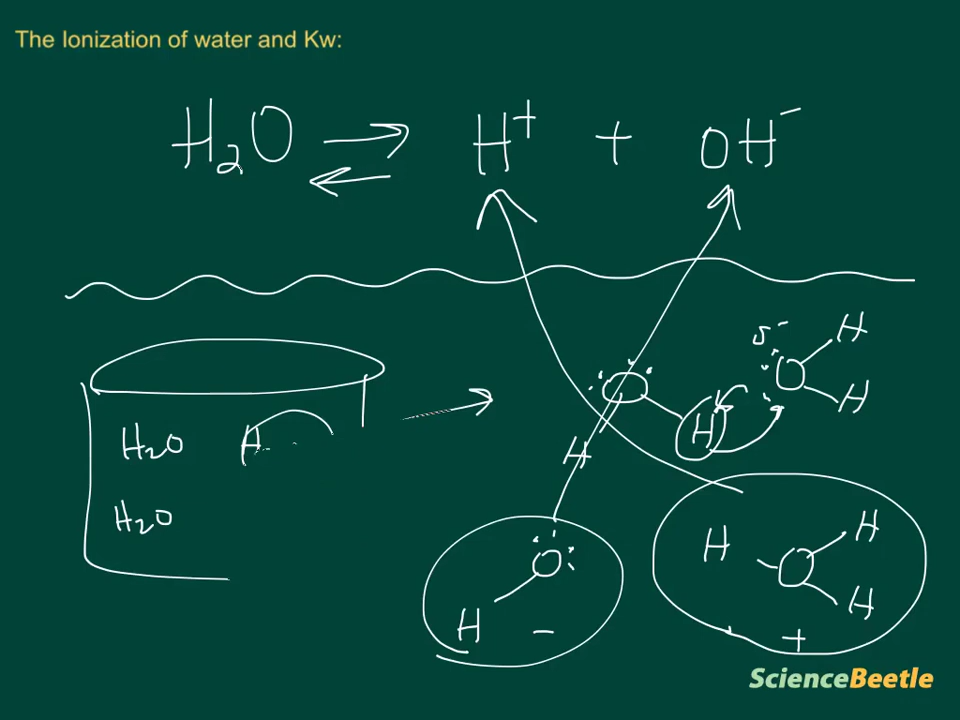 The Ionization of water and Kw:
H₂O ⇌ H⁺ + OH⁻
δ⁻ H
O
O H
H₂O H
H
H
H₂O
H
H
O
O
H
H
−
+
ScienceBeetle